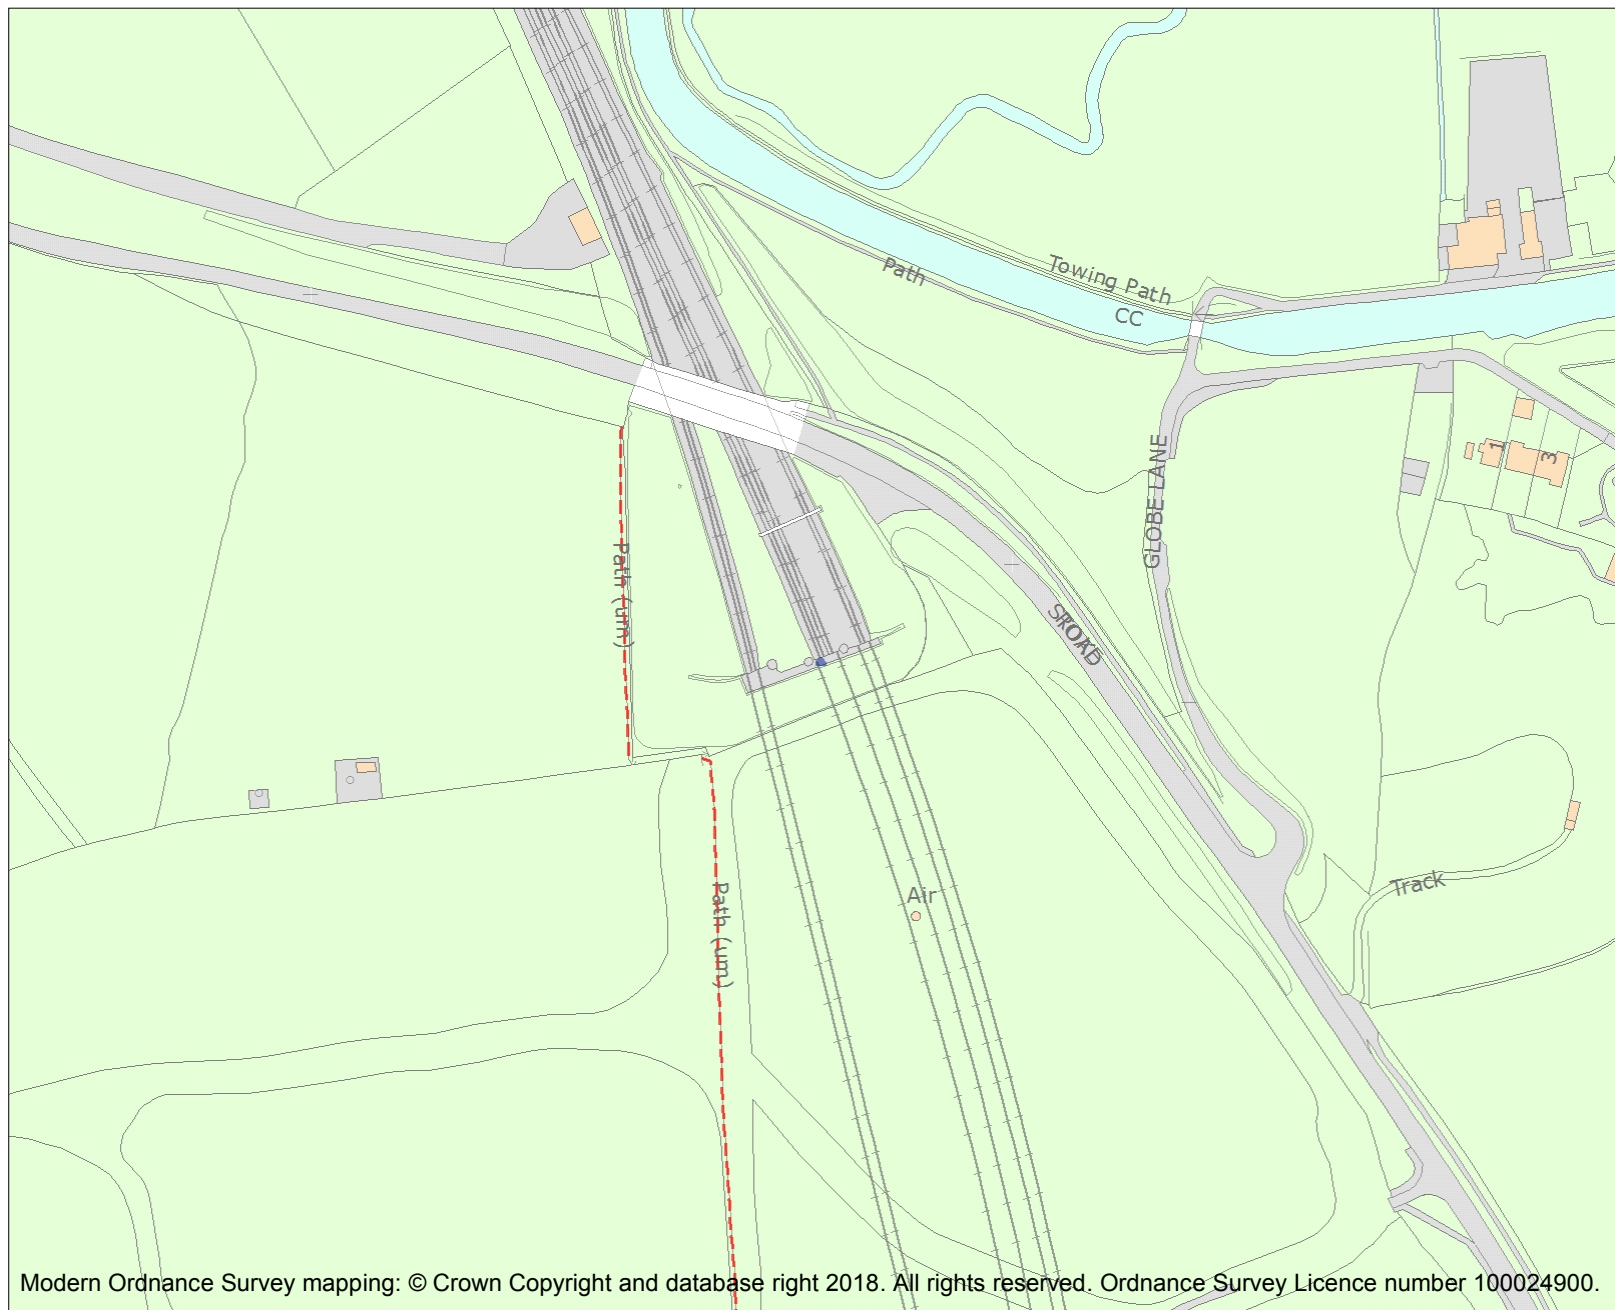 Towing Path
Path
CC
GLOBE LANE
1
3
Path (um)
ROAD
Track
Air
Path (um)
Modern Ordnance Survey mapping: © Crown Copyright and database right 2018. All rights reserved. Ordnance Survey Licence number 100024900.